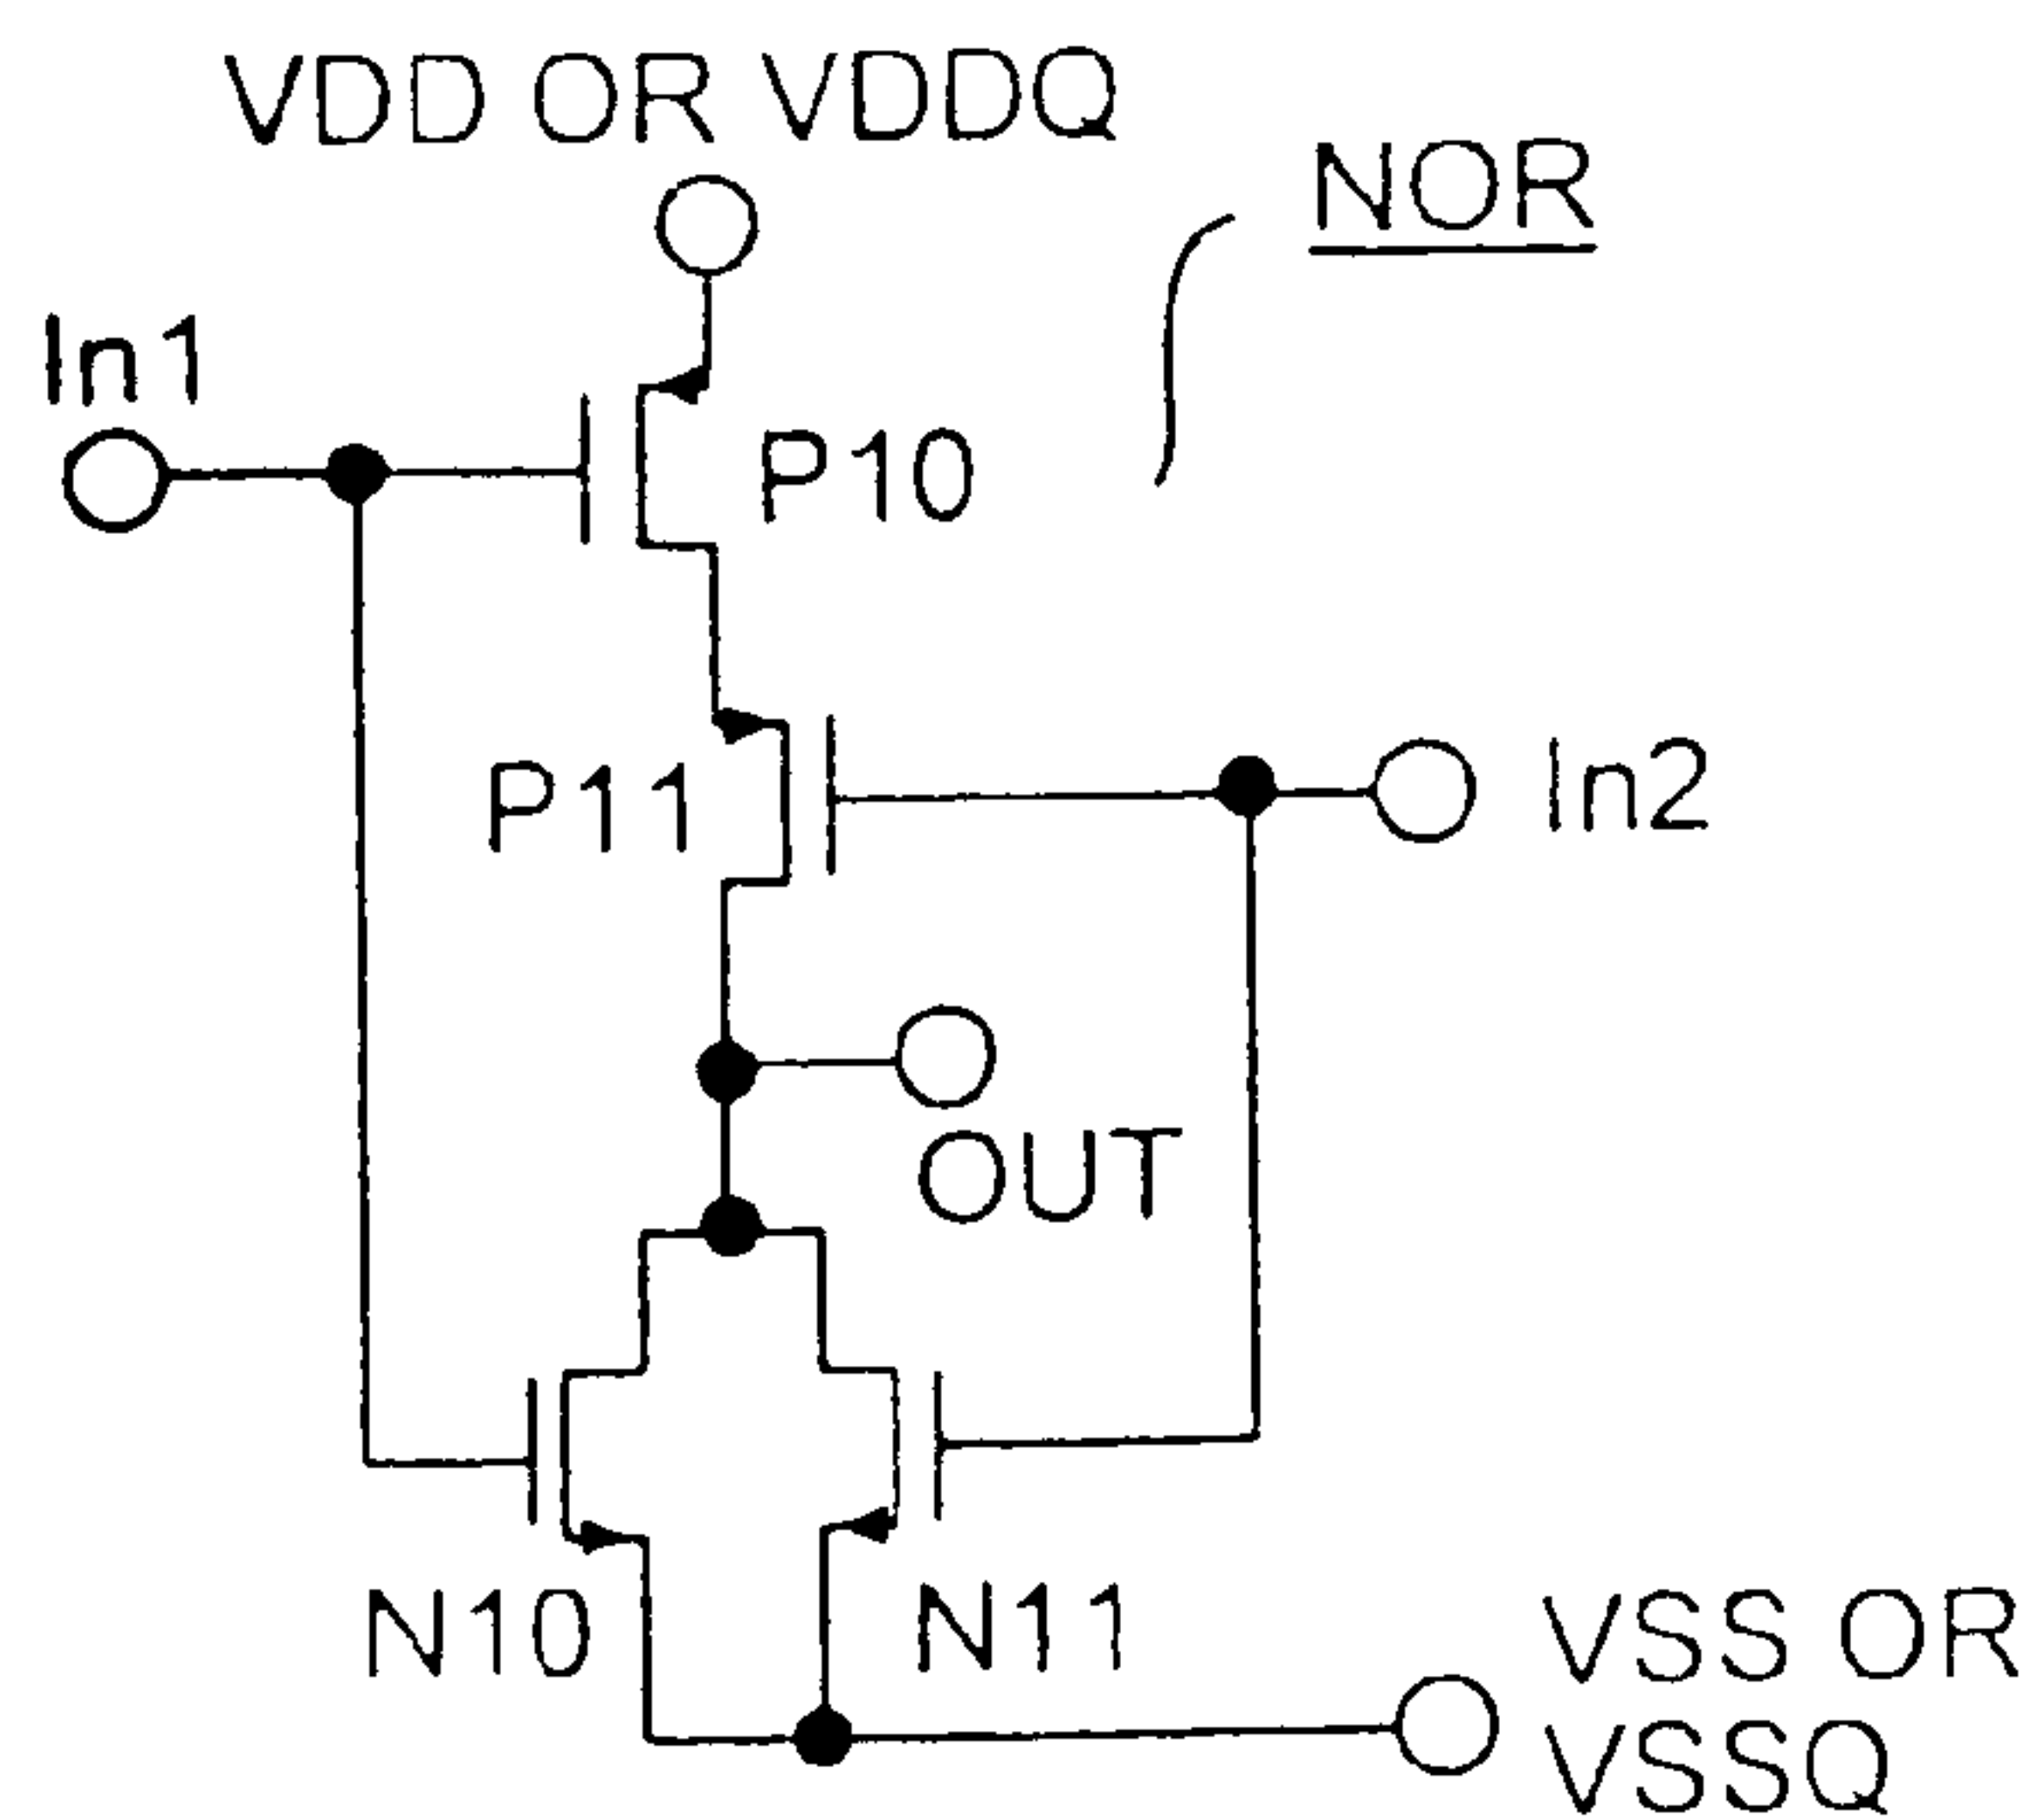 VDD OR VDDQ
NOR
In1
P10
P11
In2
OUT
N10
N11
VSS OR
VSSQ